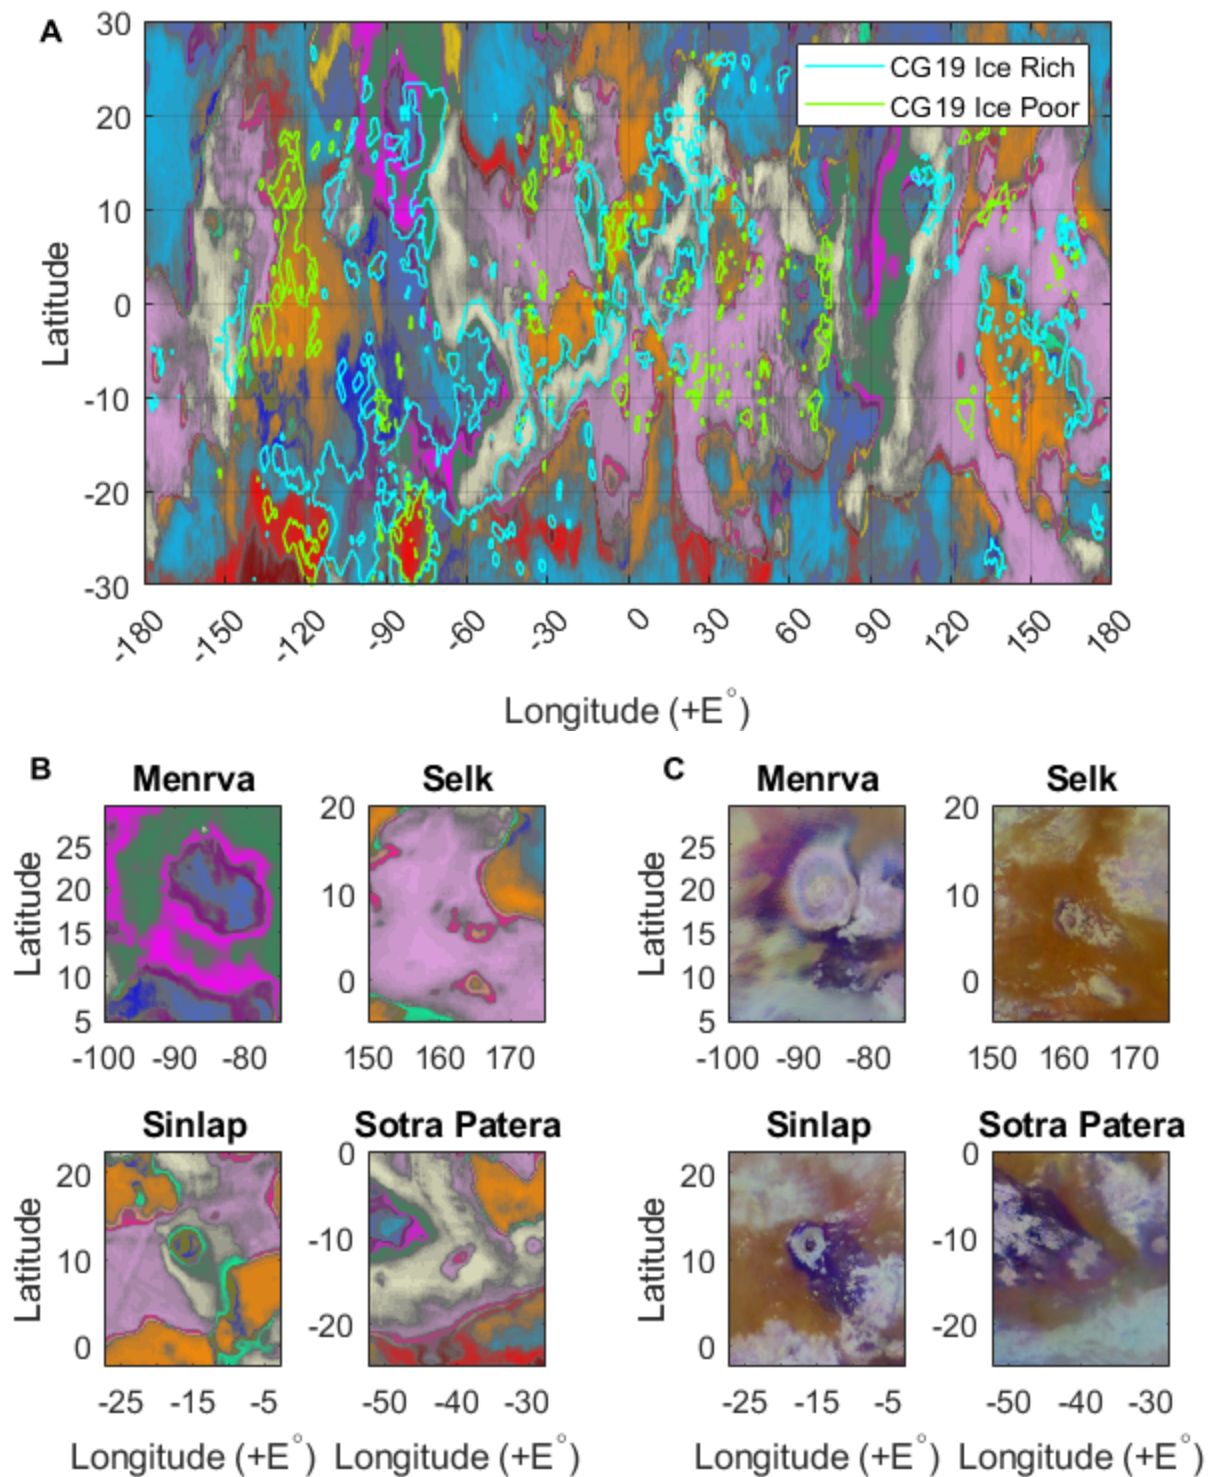 A
30
20
10
0
-10
-20
-30
Latitude
CG19 Ice Rich
CG19 Ice Poor
-180 -150 -120 -90 -60 -30 0 30 60 90 120 150 180
Longitude (+E°)
B
Menrva
Selk
Latitude
25
20
15
10
5
20
10
0
-100 -90 -80
150 160 170
Sinlap
Sotra Patera
Latitude
20
10
0
0
-10
-20
-25 -15 -5
-50 -40 -30
Longitude (+E°)
Longitude (+E°)
C
Menrva
Selk
Latitude
25
20
15
10
5
20
10
0
-100 -90 -80
150 160 170
Sinlap
Sotra Patera
Latitude
20
10
0
0
-10
-20
-25 -15 -5
-50 -40 -30
Longitude (+E°)
Longitude (+E°)